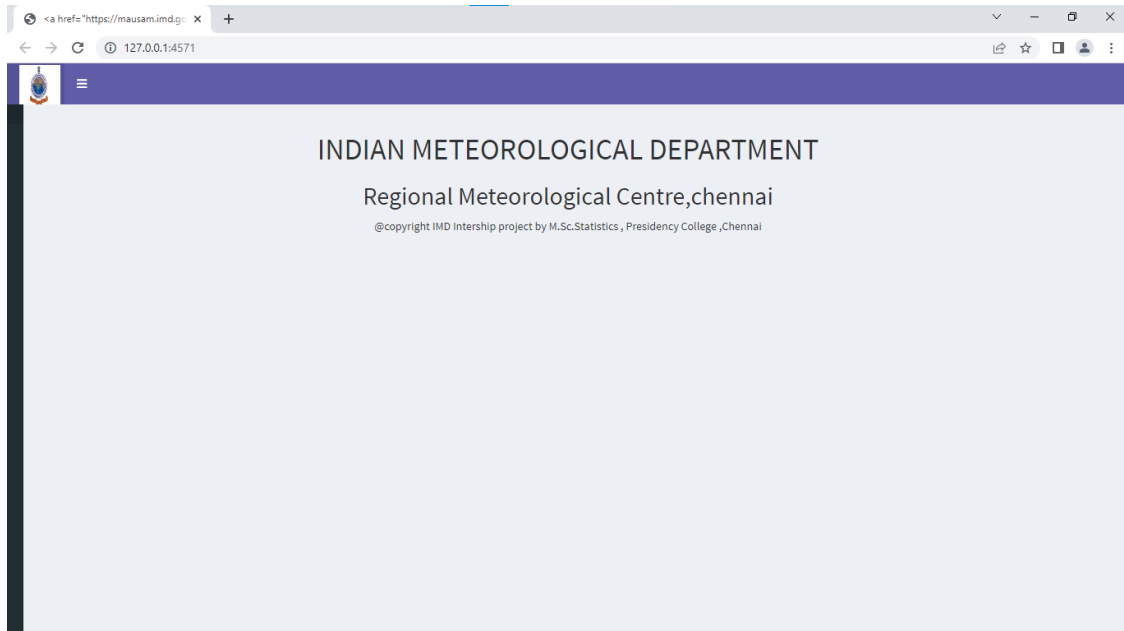 <a href="https://mausam.imd.go
127.0.0.1:4571
INDIAN METEOROLOGICAL DEPARTMENT
Regional Meteorological Centre,chennai
@copyright IMD Intership project by M.Sc.Statistics , Presidency College ,Chennai